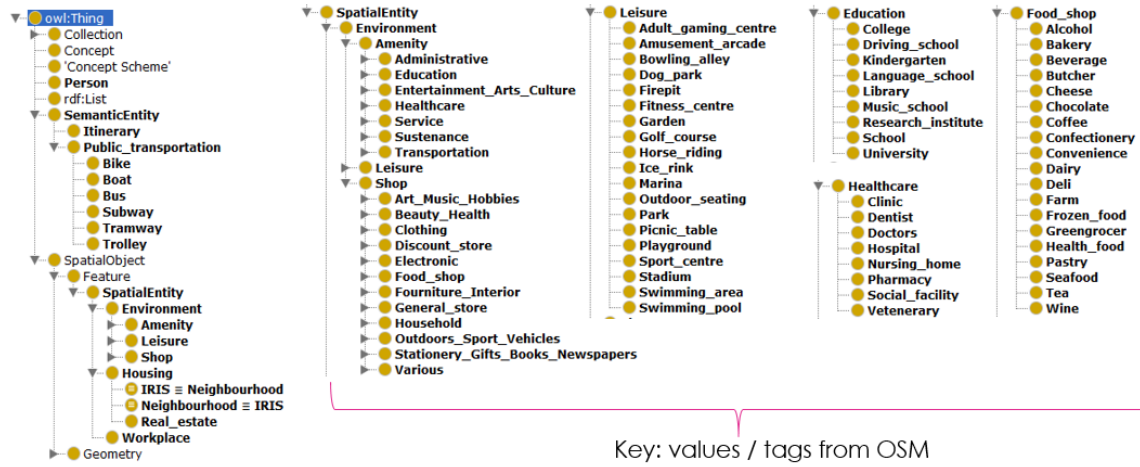 owl:Thing
Collection
Concept
'Concept Scheme'
Person
rdf:List
SemanticEntity
Itinerary
Public_transportation
Bike
Boat
Bus
Subway
Tramway
Trolley
SpatialObject
Feature
SpatialEntity
Environment
Amenity
Leisure
Shop
Housing
IRIS ≡ Neighbourhood
Neighbourhood ≡ IRIS
Real_estate
Workplace
Geometry
SpatialEntity
Environment
Amenity
Administrative
Education
Entertainment_Arts_Culture
Healthcare
Service
Sustenance
Transportation
Leisure
Shop
Art_Music_Hobbies
Beauty_Health
Clothing
Discount_store
Electronic
Food_shop
Fourniture_Interior
General_store
Household
Outdoors_Sport_Vehicles
Stationery_Gifts_Books_Newspapers
Various
Leisure
Adult_gaming_centre
Amusement_arcade
Bowling_alley
Dog_park
Firepit
Fitness_centre
Garden
Golf_course
Horse_riding
Ice_rink
Marina
Outdoor_seating
Park
Picnic_table
Playground
Sport_centre
Stadium
Swimming_area
Swimming_pool
Education
College
Driving_school
Kindergarten
Language_school
Library
Music_school
Research_institute
School
University
Healthcare
Clinic
Dentist
Doctors
Hospital
Nursing_home
Pharmacy
Social_facility
Vetenerary
Food_shop
Alcohol
Bakery
Beverage
Butcher
Cheese
Chocolate
Coffee
Confectionery
Convenience
Dairy
Deli
Farm
Frozen_food
Greengrocer
Health_food
Pastry
Seafood
Tea
Wine
Key: values / tags from OSM